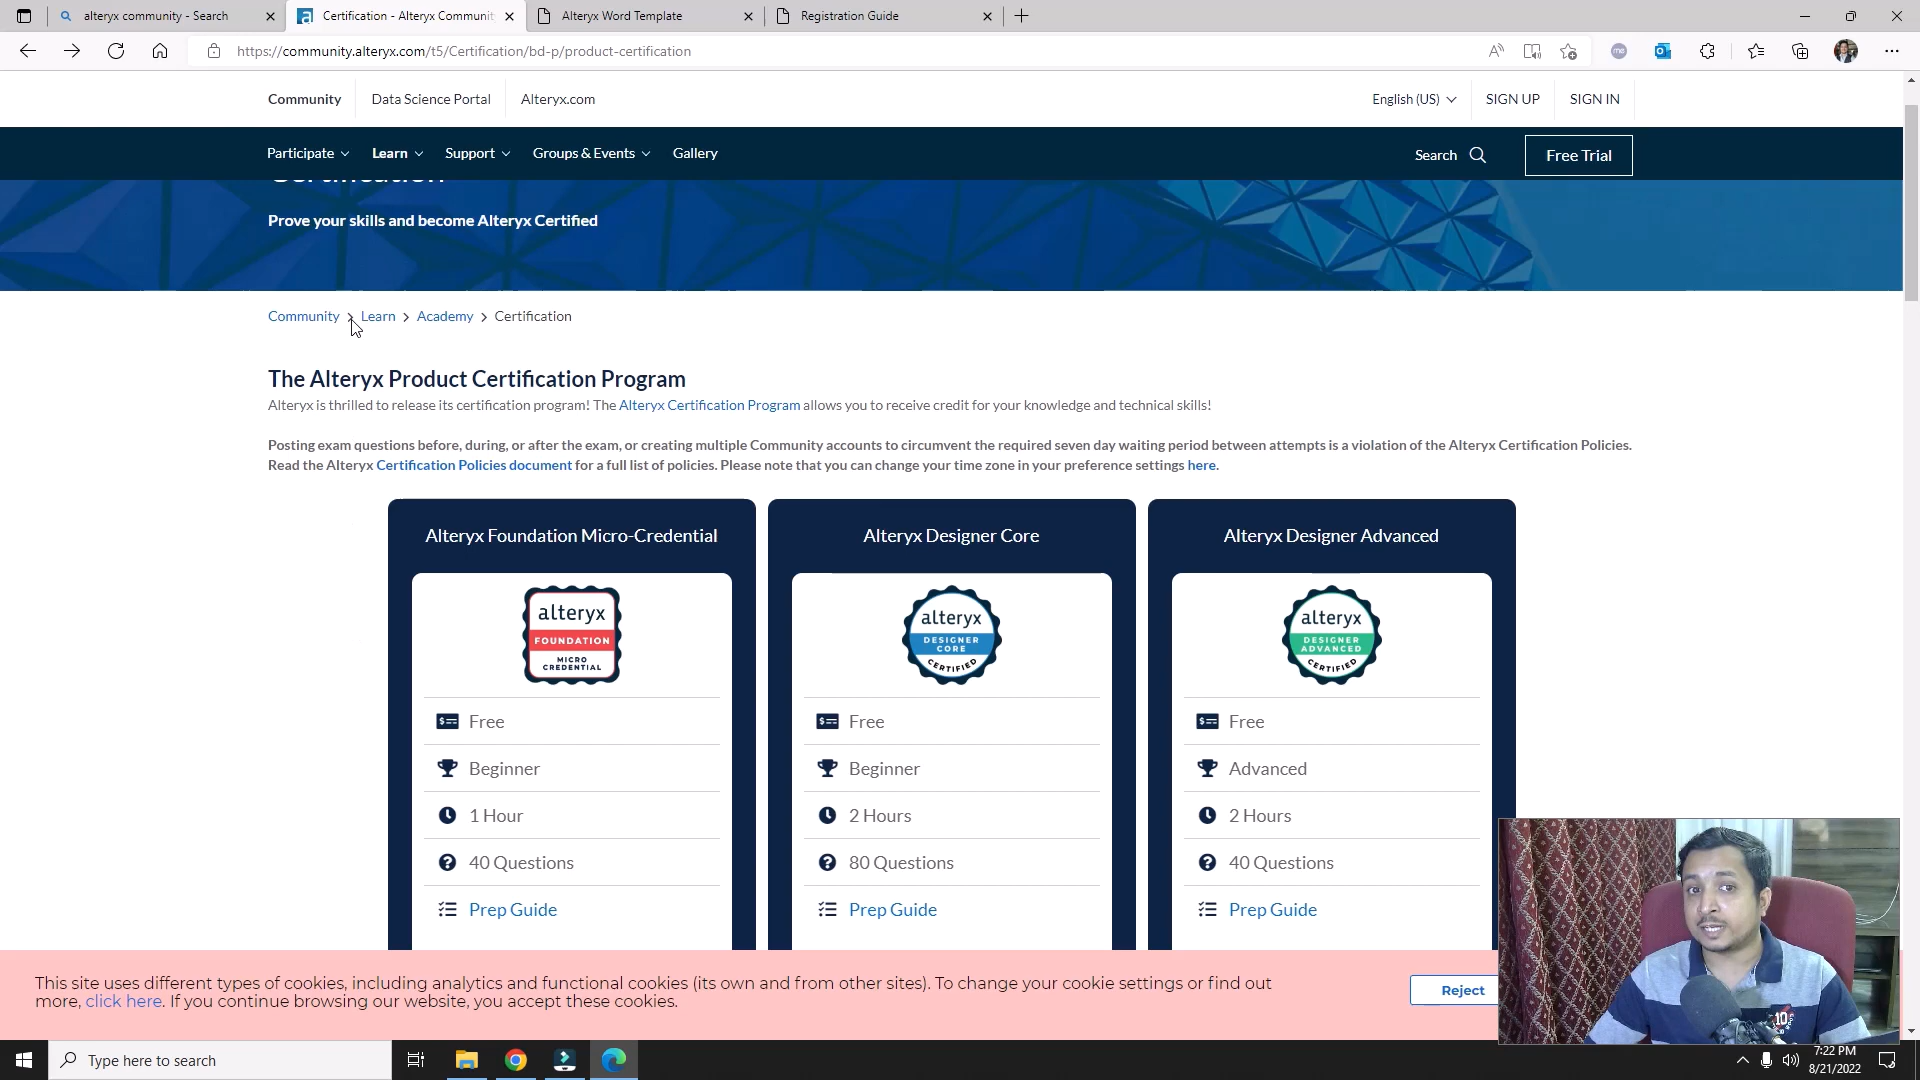 alteryx community - Search
Certification - Alteryx Communit
Alteryx Word Template
Registration Guide
https://community.alteryx.com/t5/Certification/bd-p/product-certification
Community
Data Science Portal
Alteryx.com
English (US)
SIGN UP
SIGN IN
Participate
Learn
Support
Groups & Events
Gallery
Search
Free Trial
Certification
Prove your skills and become Alteryx Certified
Community > Learn > Academy > Certification
The Alteryx Product Certification Program
Alteryx is thrilled to release its certification program! The Alteryx Certification Program allows you to receive credit for your knowledge and technical skills!
Posting exam questions before, during, or after the exam, or creating multiple Community accounts to circumvent the required seven day waiting period between attempts is a violation of the Alteryx Certification Policies.
Read the Alteryx Certification Policies document for a full list of policies. Please note that you can change your time zone in your preference settings here.
Alteryx Foundation Micro-Credential
alteryx
FOUNDATION
MICRO
CREDENTIAL
Free
Beginner
1 Hour
40 Questions
Prep Guide
Alteryx Designer Core
alteryx
DESIGNER
CORE
CERTIFIED
Free
Beginner
2 Hours
80 Questions
Prep Guide
Alteryx Designer Advanced
alteryx
DESIGNER
ADVANCED
CERTIFIED
Free
Advanced
2 Hours
40 Questions
Prep Guide
This site uses different types of cookies, including analytics and functional cookies (its own and from other sites). To change your cookie settings or find out
more, click here. If you continue browsing our website, you accept these cookies.
Reject
10
Type here to search
7:22 PM
8/21/2022